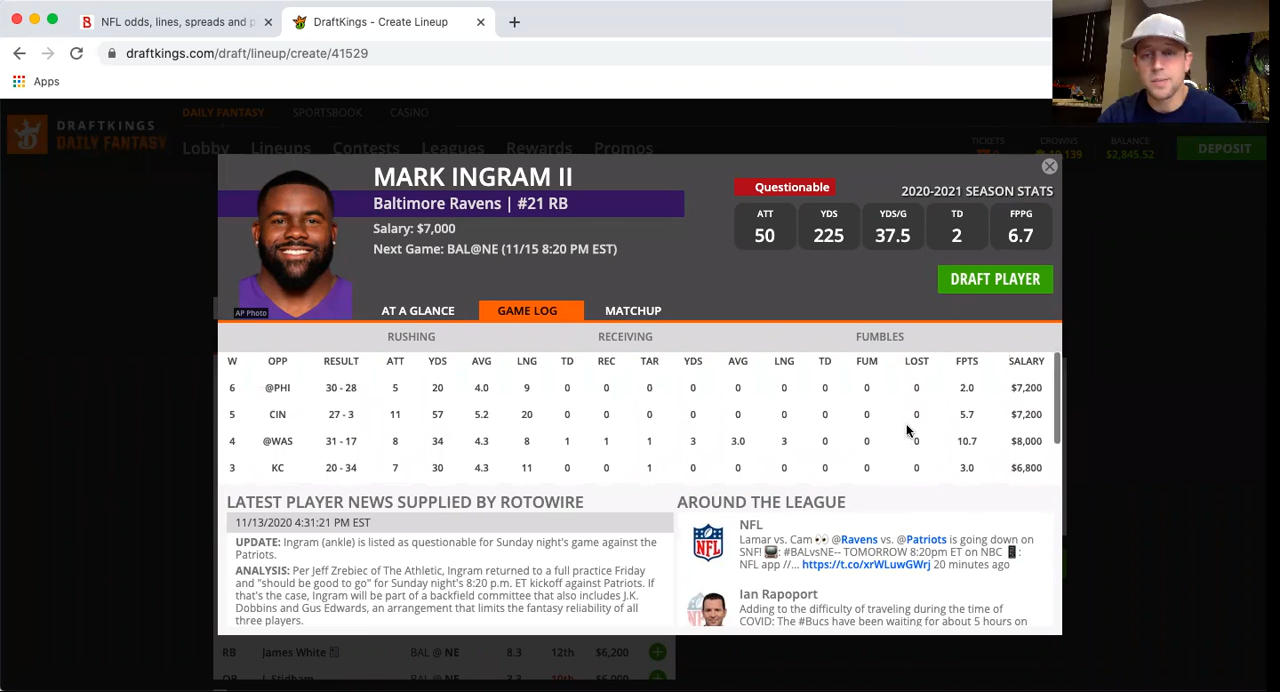 NFL odds, lines, spreads and p
DraftKings - Create Lineup
draftkings.com/draft/lineup/create/41529
Apps
DAILY FANTASY SPORTSBOOK CASINO
DRAFTKINGS
DAILY FANTASY
Lobby Lineups Contests Leagues Rewards Promos
TICKETS CROWNS BALANCE
$2,845.52
DEPOSIT
MARK INGRAM II
Baltimore Ravens | #21 RB
Salary: $7,000
Next Game: BAL@NE (11/15 8:20 PM EST)
AP Photo
Questionable
2020-2021 SEASON STATS
ATT YDS YDS/G TD FPPG
50 225 37.5 2 6.7
DRAFT PLAYER
AT A GLANCE GAME LOG MATCHUP
RUSHING RECEIVING FUMBLES
W OPP RESULT ATT YDS AVG LNG TD REC TAR YDS AVG LNG TD FUM LOST FPTS SALARY
6 @PHI 30 - 28 5 20 4.0 9 0 0 0 0 0 0 0 0 0 2.0 $7,200
5 CIN 27 - 3 11 57 5.2 20 0 0 0 0 0 0 0 0 0 5.7 $7,200
4 @WAS 31 - 17 8 34 4.3 8 1 1 1 3 3.0 3 0 0 0 10.7 $8,000
3 KC 20 - 34 7 30 4.3 11 0 0 1 0 0 0 0 0 0 3.0 $6,800
LATEST PLAYER NEWS SUPPLIED BY ROTOWIRE
11/13/2020 4:31:21 PM EST
UPDATE: Ingram (ankle) is listed as questionable for Sunday night's game against the
Patriots.
ANALYSIS: Per Jeff Zrebiec of The Athletic, Ingram returned to a full practice Friday
and "should be good to go" for Sunday night's 8:20 p.m. ET kickoff against Patriots. If
that's the case, Ingram will be part of a backfield committee that also includes J.K.
Dobbins and Gus Edwards, an arrangement that limits the fantasy reliability of all
three players.
AROUND THE LEAGUE
NFL
Lamar vs. Cam 👀 @Ravens vs. @Patriots is going down on
SNF! #BALvsNE-- TOMORROW 8:20pm ET on NBC :
NFL app //... https://t.co/xrWLuwGWrj 20 minutes ago
Ian Rapoport
Adding to the difficulty of traveling during the time of
COVID: The #Bucs have been waiting for about 5 hours on
RB James White BAL @ NE 8.3 12th $6,200
QB J. Stidham